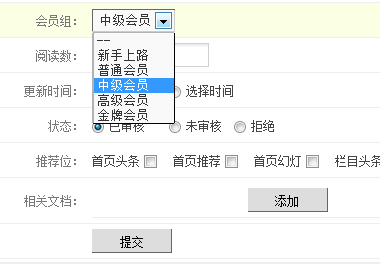 会员组： 中级会员
--
新手上路
阅读数：
普通会员
更新时间： 中级会员 选择时间
高级会员
金牌会员
状态： 已审核 未审核 拒绝
推荐位： 首页头条 首页推荐 首页幻灯 栏目头条
相关文档： 添加
提交